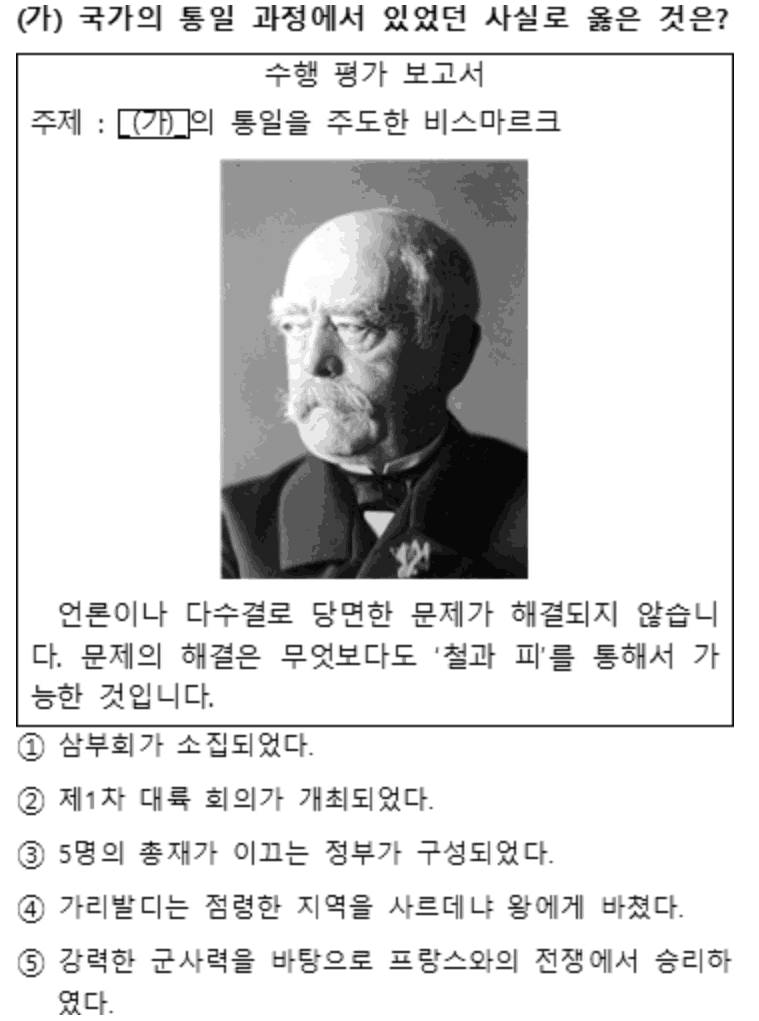 (가) 국가의 통일 과정에서 있었던 사실로 옳은 것은?
수행 평가 보고서
주제 : (가)의 통일을 주도한 비스마르크
언론이나 다수결로 당면한 문제가 해결되지 않습니
다. 문제의 해결은 무엇보다도 '철과 피'를 통해서 가
능한 것입니다.
① 삼부회가 소집되었다.
② 제1차 대륙 회의가 개최되었다.
③ 5명의 총재가 이끄는 정부가 구성되었다.
④ 가리발디는 점령한 지역을 사르데냐 왕에게 바쳤다.
⑤ 강력한 군사력을 바탕으로 프랑스와의 전쟁에서 승리하
였다.